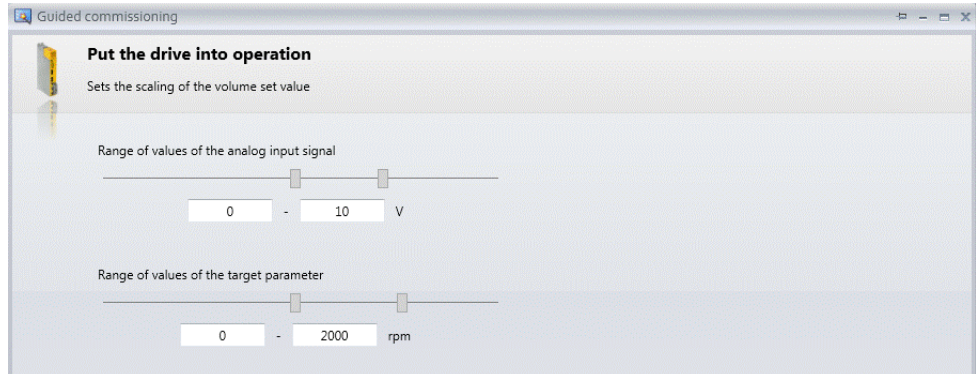 Guided commissioning
Put the drive into operation
Sets the scaling of the volume set value
Range of values of the analog input signal
0 - 10 V
Range of values of the target parameter
0 - 2000 rpm